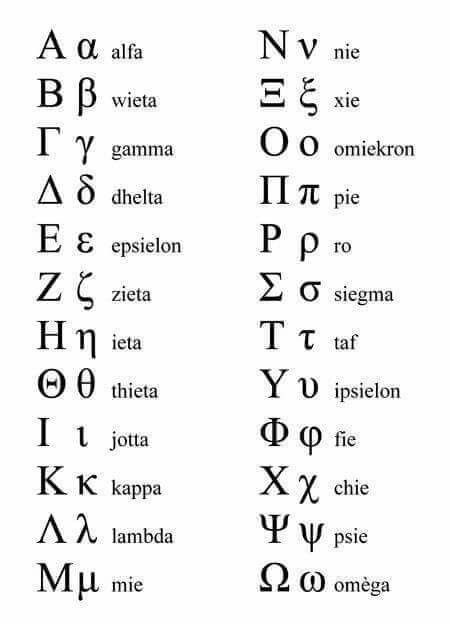 Α α alfa
Β β wieta
Γ γ gamma
Δ δ dhelta
Ε ε epsielon
Ζ ζ zieta
Η η ieta
Θ θ thieta
Ι ι jotta
Κ κ kappa
Λ λ lambda
Μ μ mie
Ν ν nie
Ξ ξ xie
Ο ο omiekron
Π π pie
Ρ ρ ro
Σ σ siegma
Τ τ taf
Υ υ ipsielon
Φ φ fie
Χ χ chie
Ψ ψ psie
Ω ω omèga